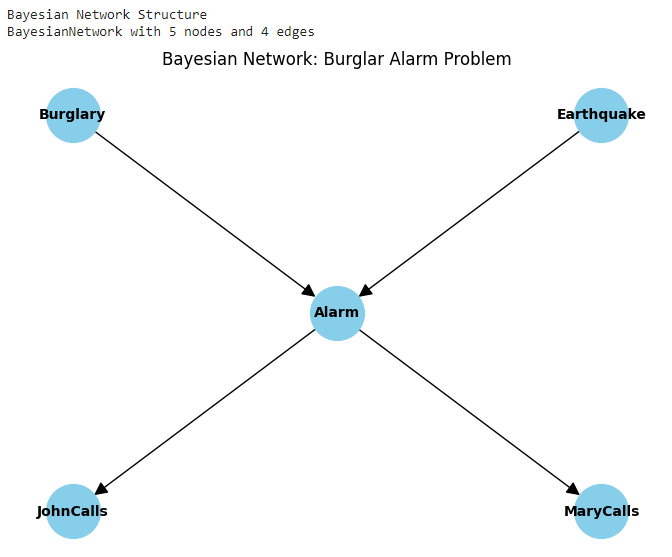 Bayesian Network Structure
BayesianNetwork with 5 nodes and 4 edges
Bayesian Network: Burglar Alarm Problem
Burglary
Earthquake
Alarm
JohnCalls
MaryCalls